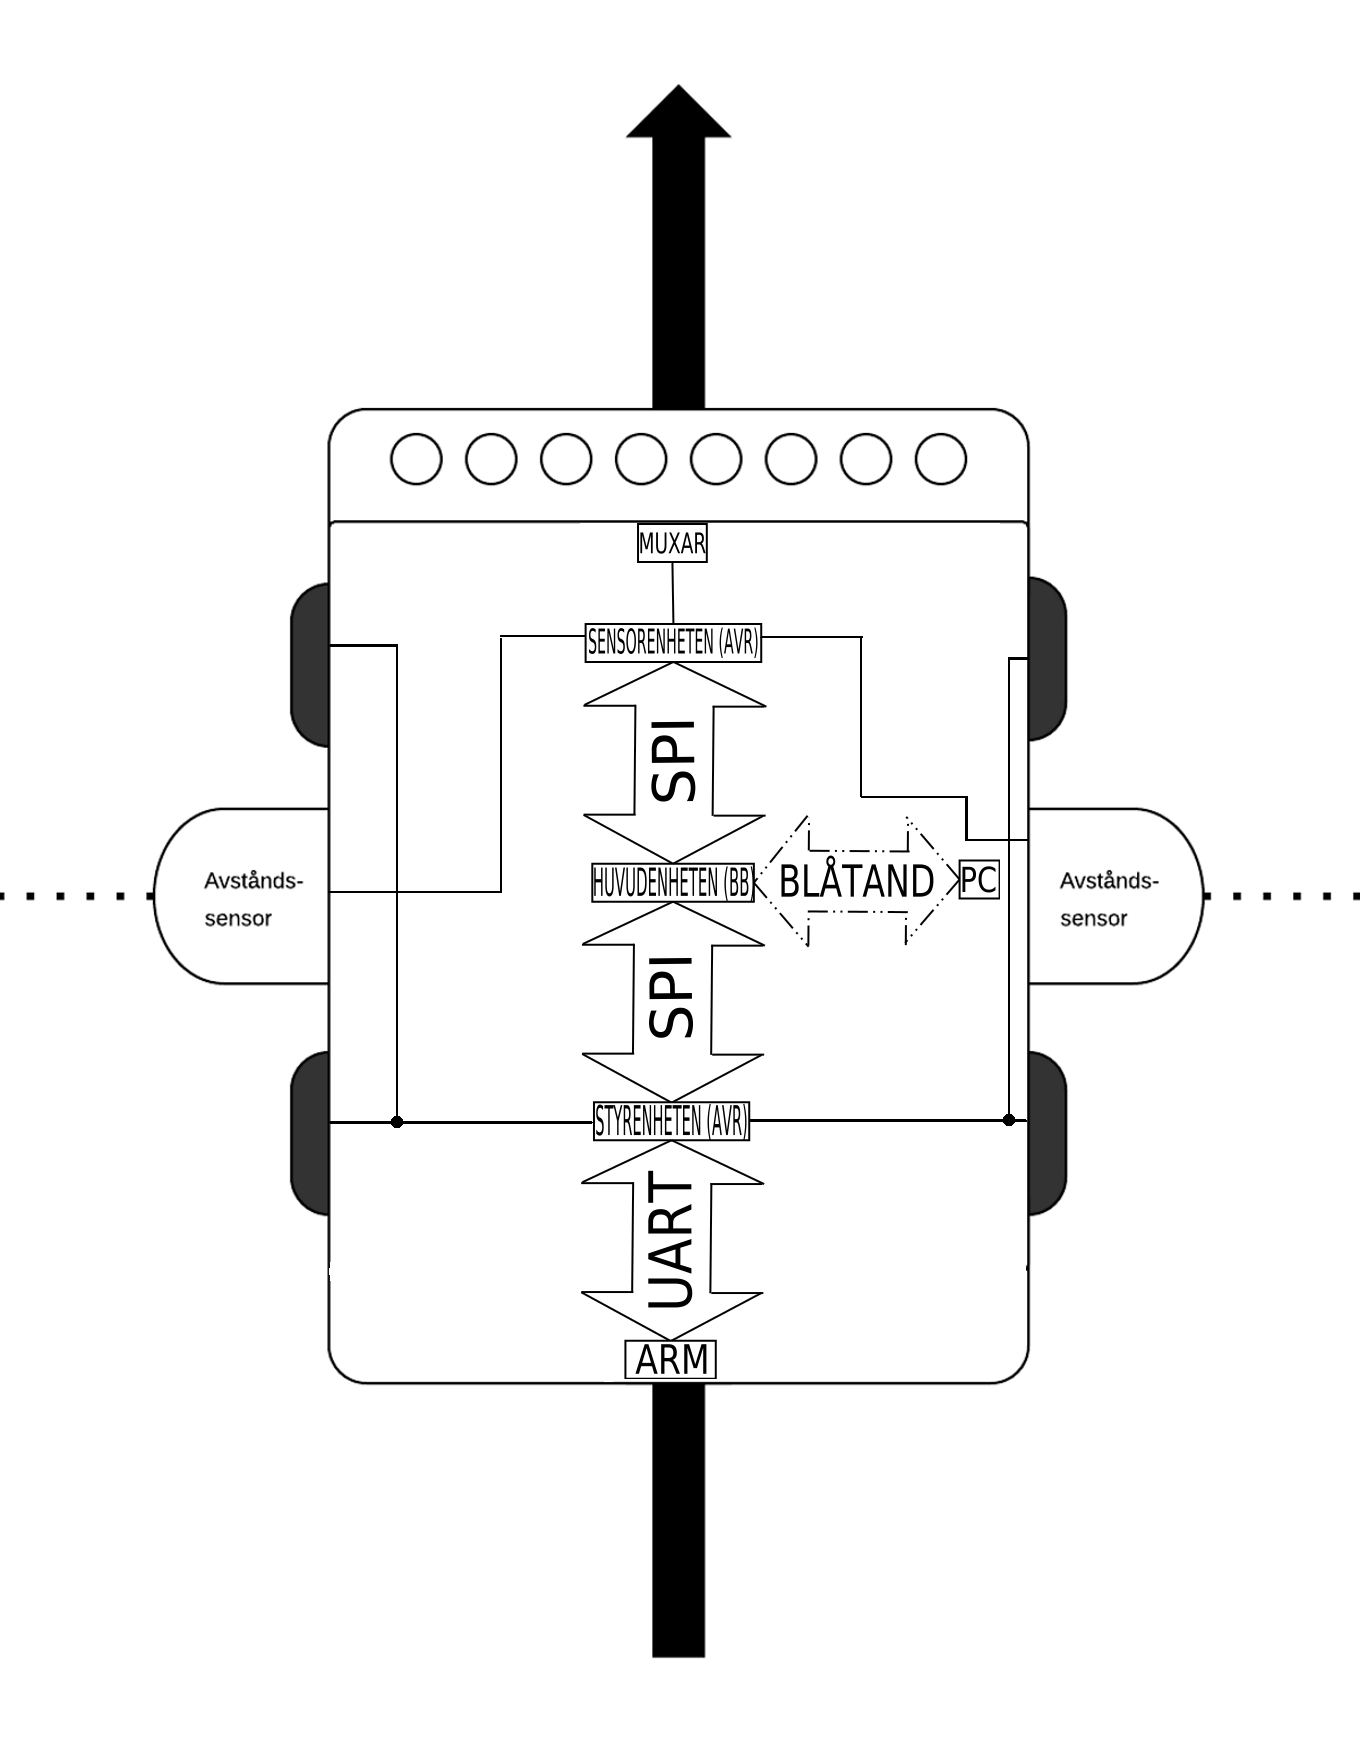 MUXAR
SENSORENHETEN (AVR)
SPI
HUVUDENHETEN (BB)
BLÅTAND
PC
Avstånds-
sensor
Avstånds-
sensor
SPI
STYRENHETEN (AVR)
UART
ARM